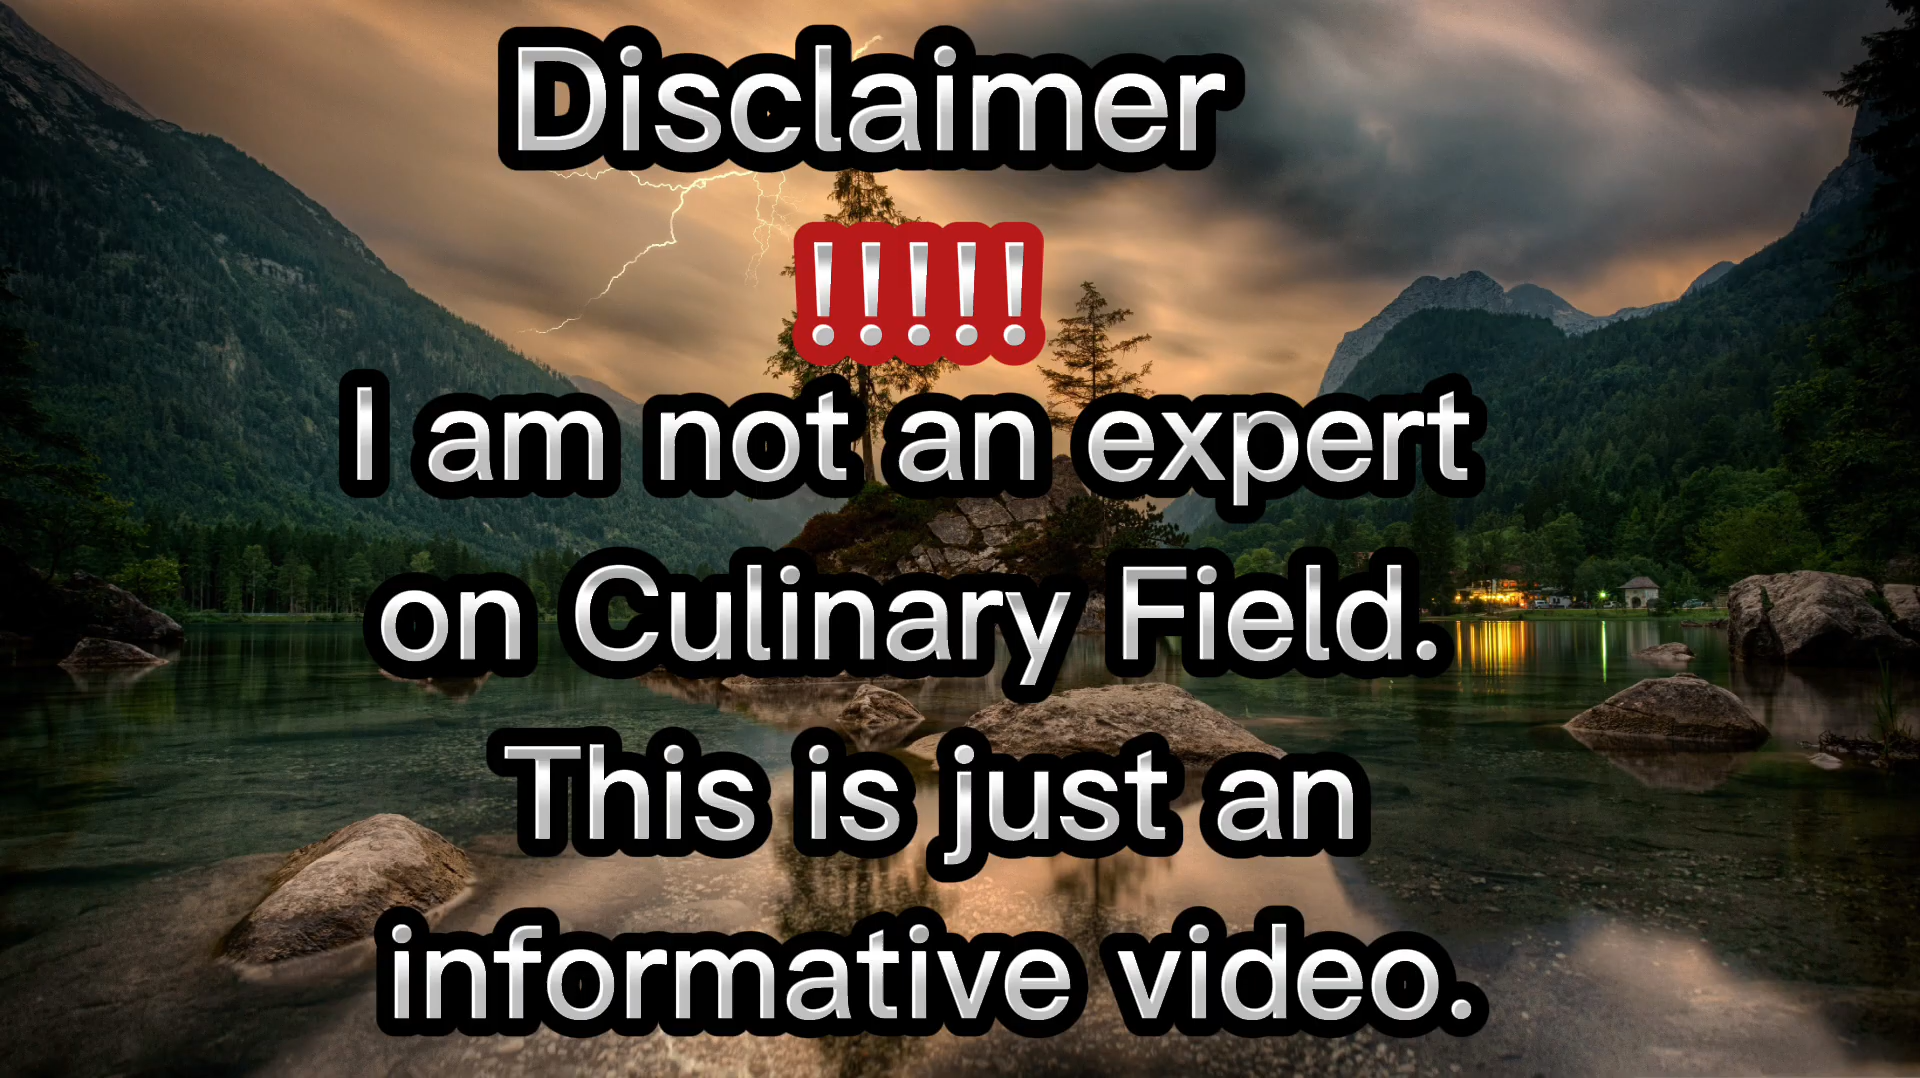 Disclaimer
!!!!!
I am not an expert
on Culinary Field.
This is just an
informative video.